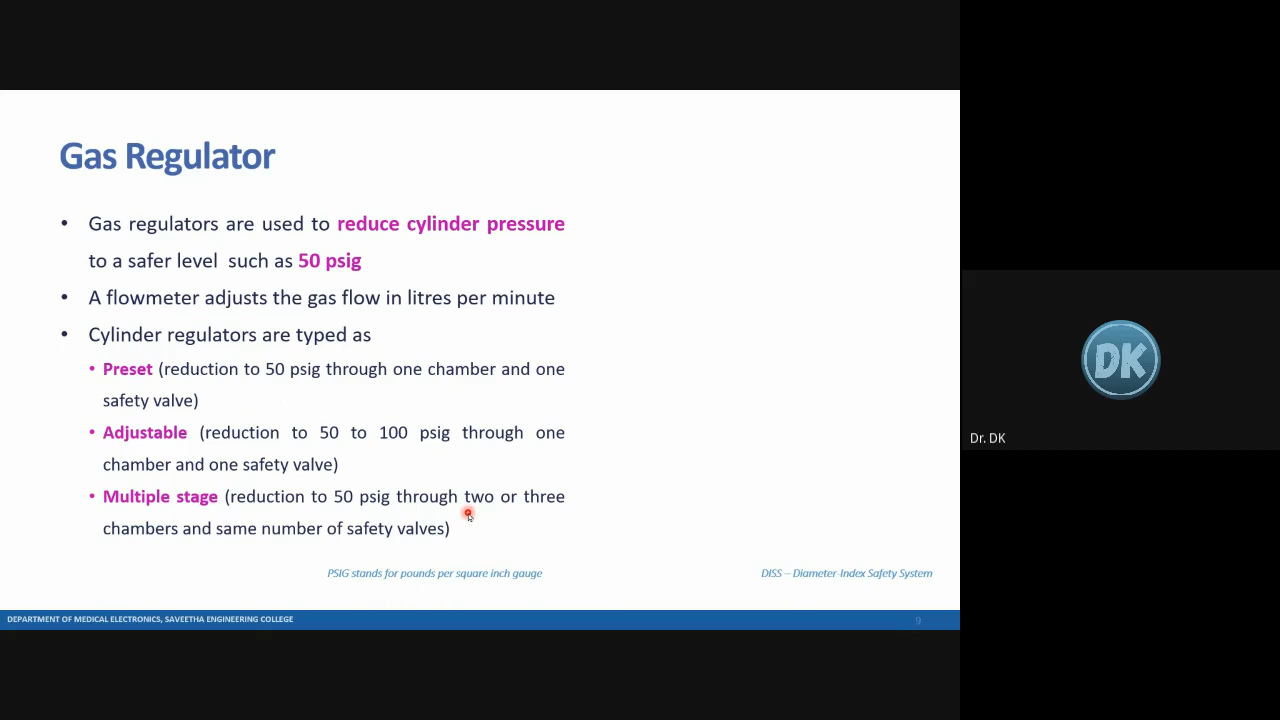 Gas Regulator
• Gas regulators are used to reduce cylinder pressure
to a safer level such as 50 psig
• A flowmeter adjusts the gas flow in litres per minute
• Cylinder regulators are typed as
• Preset (reduction to 50 psig through one chamber and one
safety valve)
• Adjustable (reduction to 50 to 100 psig through one
chamber and one safety valve)
• Multiple stage (reduction to 50 psig through two or three
chambers and same number of safety valves)
PSIG stands for pounds per square inch gauge
DISS – Diameter-Index Safety System
DEPARTMENT OF MEDICAL ELECTRONICS, SAVEETHA ENGINEERING COLLEGE
9
DK
Dr. DK